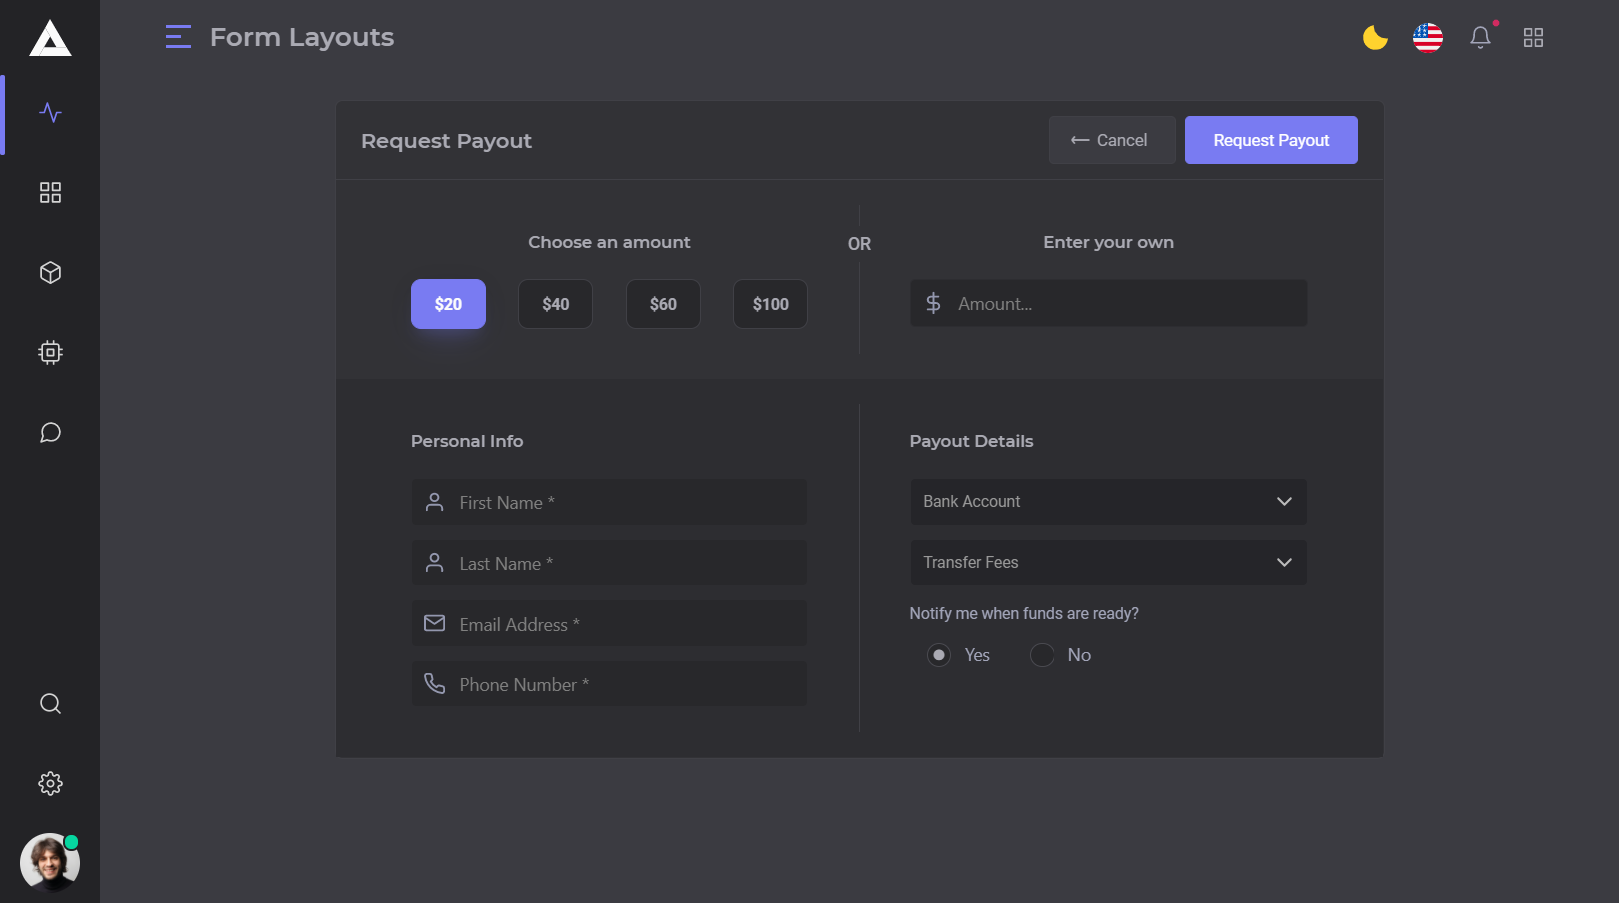 Form Layouts
Request Payout
Cancel
Request Payout
Choose an amount
OR
Enter your own
$20
$40
$60
$100
Amount...
Personal Info
First Name *
Last Name *
Email Address *
Phone Number *
Payout Details
Bank Account
Transfer Fees
Notify me when funds are ready?
Yes
No